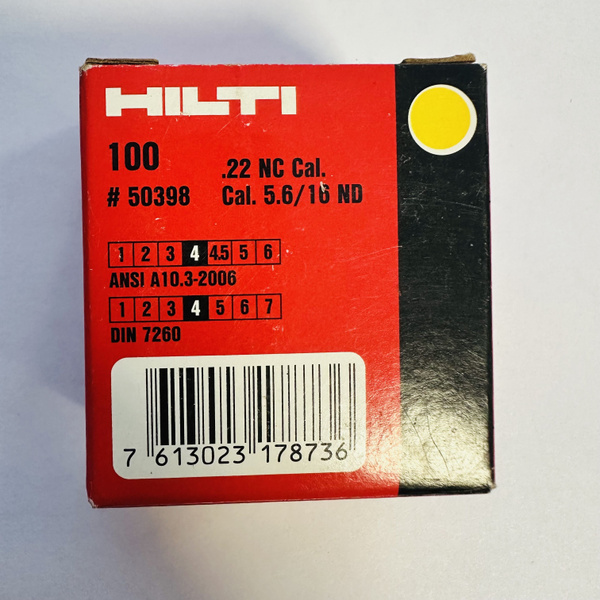 HILTI
100
.22 NC Cal.
# 50398
Cal. 5.6/16 ND
1 2 3 4 4.5 5 6
ANSI A10.3-2006
1 2 3 4 5 6 7
DIN 7260
7 613023 178736